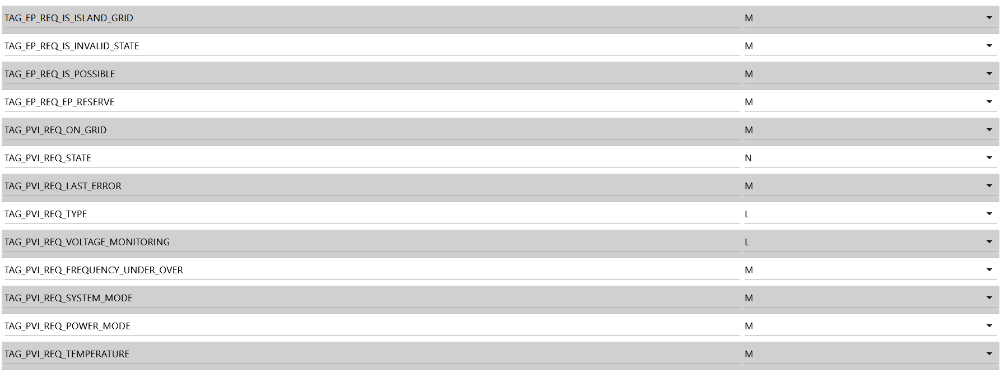 TAG_EP_REQ_IS_ISLAND_GRID M
TAG_EP_REQ_IS_INVALID_STATE M
TAG_EP_REQ_IS_POSSIBLE M
TAG_EP_REQ_EP_RESERVE M
TAG_PVI_REQ_ON_GRID M
TAG_PVI_REQ_STATE N
TAG_PVI_REQ_LAST_ERROR M
TAG_PVI_REQ_TYPE L
TAG_PVI_REQ_VOLTAGE_MONITORING L
TAG_PVI_REQ_FREQUENCY_UNDER_OVER M
TAG_PVI_REQ_SYSTEM_MODE M
TAG_PVI_REQ_POWER_MODE M
TAG_PVI_REQ_TEMPERATURE M